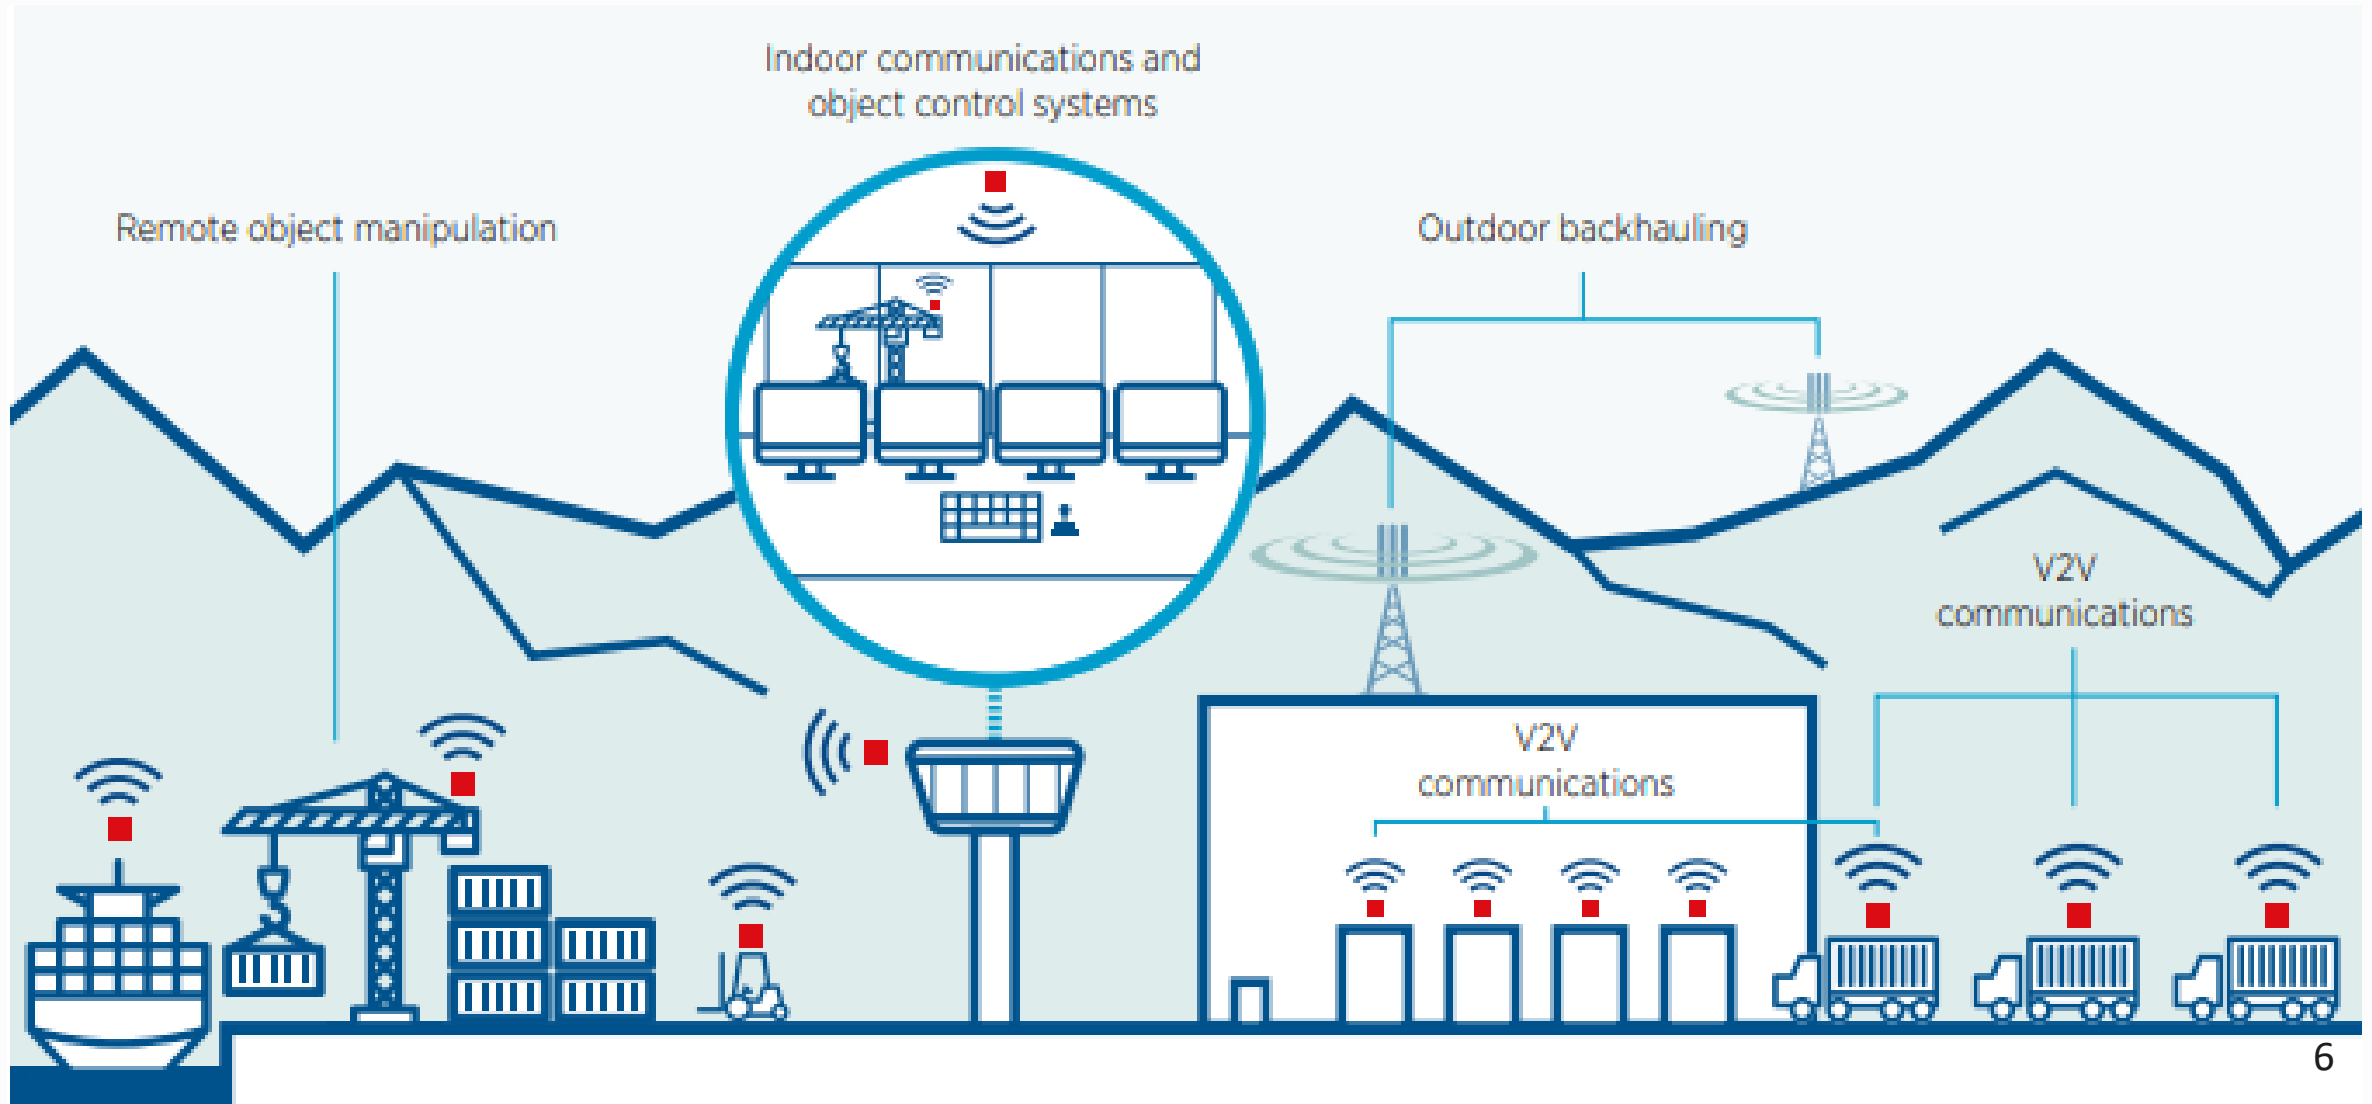 Indoor communications and
object control systems
Remote object manipulation
Outdoor backhauling
V2V
communications
V2V
communications
6